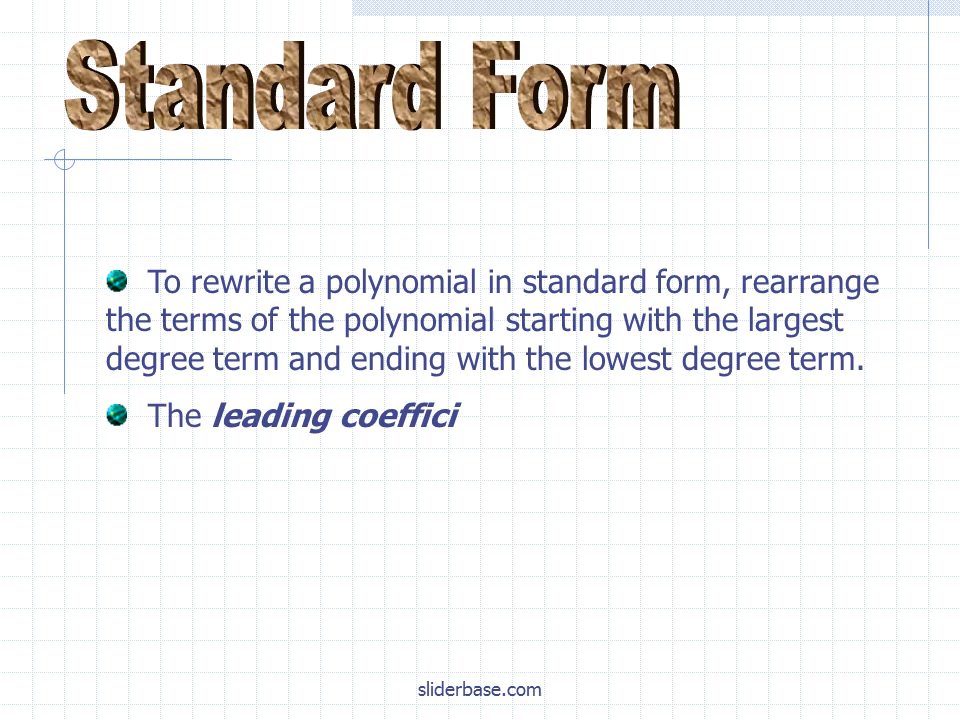 Standard Form
To rewrite a polynomial in standard form, rearrange
the terms of the polynomial starting with the largest
degree term and ending with the lowest degree term.
The leading coeffici
sliderbase.com